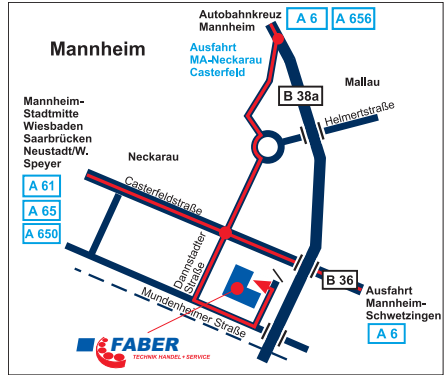 Mannheim
Autobahnkreuz
Mannheim
A 6
A 656
Ausfahrt
MA-Neckarau
Casterfeld
B 38a
Mallau
Helmertstraße
Mannheim-
Stadtmitte
Wiesbaden
Saarbrücken
Neustadt/W.
Speyer
A 61
A 65
A 650
Neckarau
Casterfeldstraße
Dannstadter
Straße
Mundenheimer Straße
B 36
Ausfahrt
Mannheim-
Schwetzingen
A 6
FABER
TECHNIK HANDEL + SERVICE